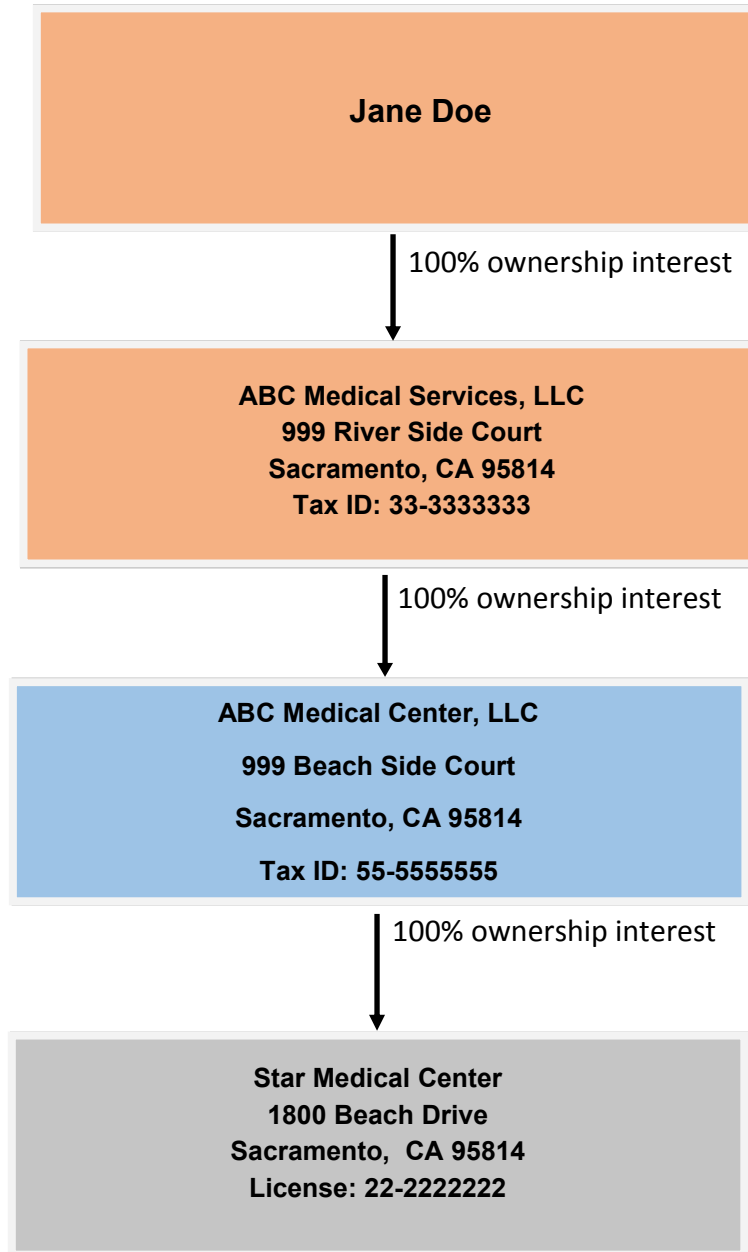 Jane Doe
100% ownership interest
ABC Medical Services, LLC
999 River Side Court
Sacramento, CA 95814
Tax ID: 33-3333333
100% ownership interest
ABC Medical Center, LLC
999 Beach Side Court
Sacramento, CA 95814
Tax ID: 55-5555555
100% ownership interest
Star Medical Center
1800 Beach Drive
Sacramento,  CA 95814
License: 22-2222222